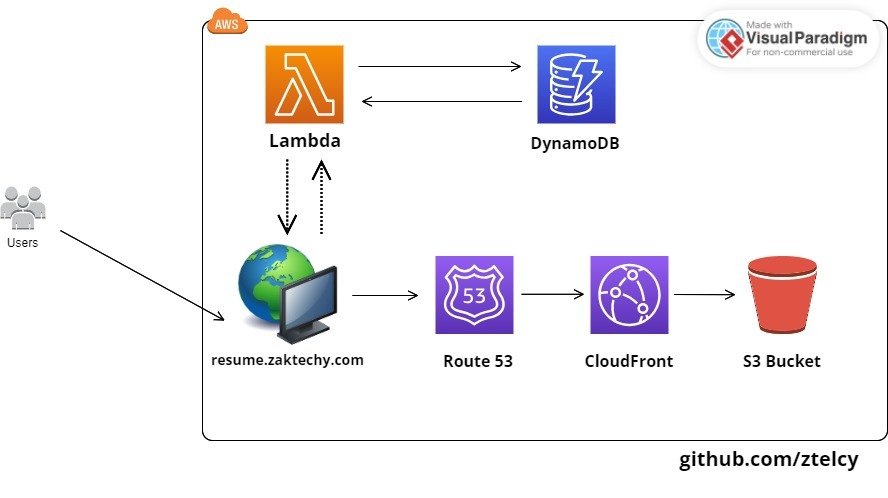 AWS
Made with
Visual Paradigm
For non-commercial use
Lambda
DynamoDB
Users
53
resume.zaktechy.com
Route 53
CloudFront
S3 Bucket
github.com/ztelcy